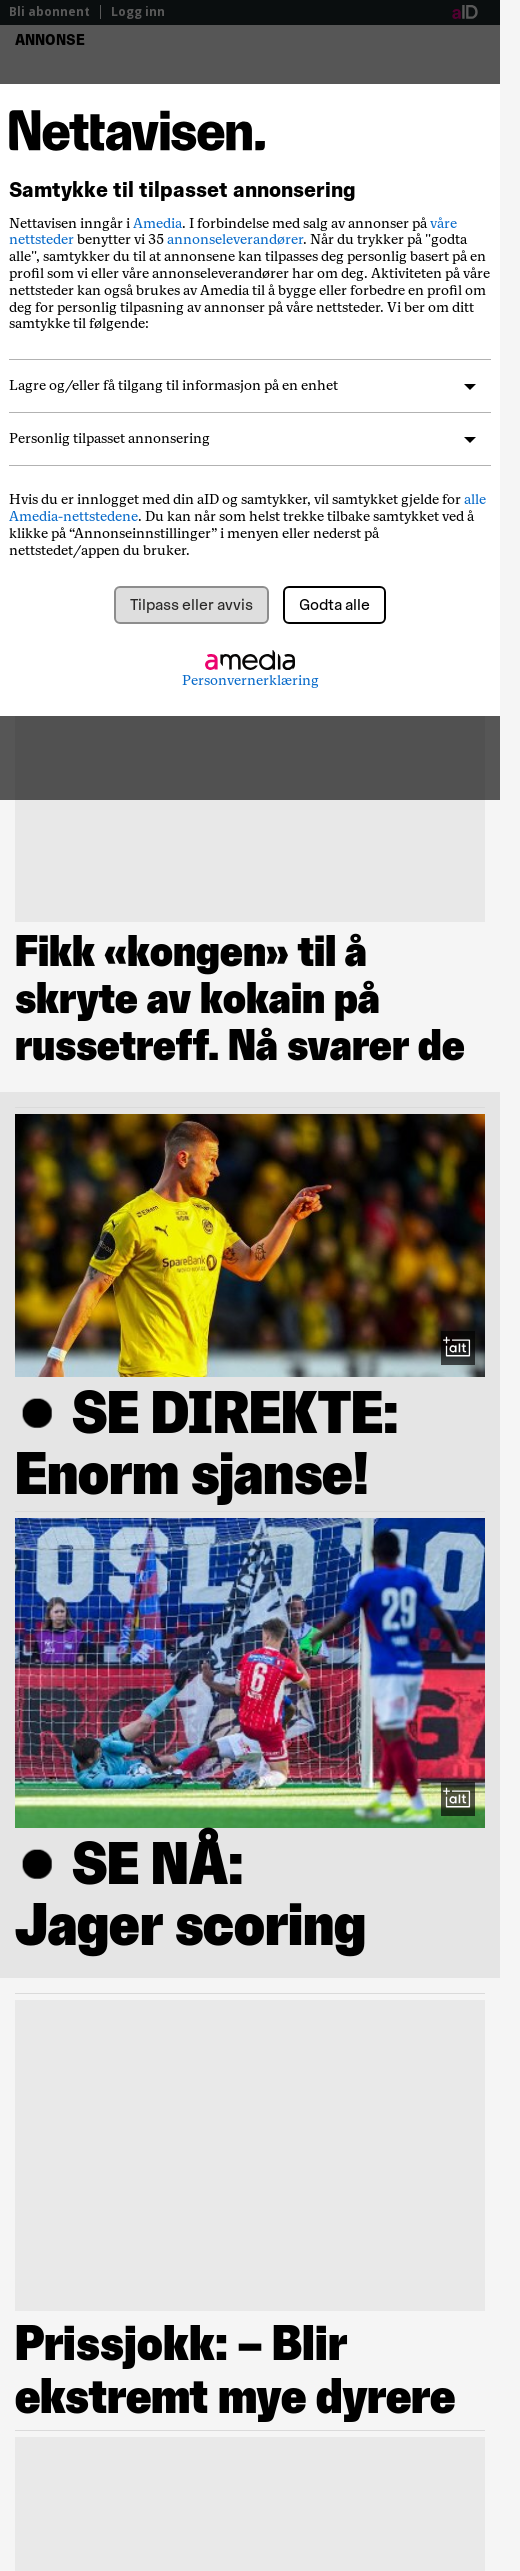 Bli abonnent
Logg inn
aID
ANNONSE
Nettavisen.
Samtykke til tilpasset annonsering
Nettavisen inngår i Amedia. I forbindelse med salg av annonser på våre
nettsteder benytter vi 35 annonseleverandører. Når du trykker på "godta
alle", samtykker du til at annonsene kan tilpasses deg personlig basert på en
profil som vi eller våre annonseleverandører har om deg. Aktiviteten på våre
nettsteder kan også brukes av Amedia til å bygge eller forbedre en profil om
deg for personlig tilpasning av annonser på våre nettsteder. Vi ber om ditt
samtykke til følgende:
Lagre og/eller få tilgang til informasjon på en enhet
Personlig tilpasset annonsering
Hvis du er innlogget med din aID og samtykker, vil samtykket gjelde for alle
Amedia-nettstedene. Du kan når som helst trekke tilbake samtykket ved å
klikke på “Annonseinnstillinger” i menyen eller nederst på
nettstedet/appen du bruker.
Tilpass eller avvis
Godta alle
amedia
Personvernerklæring
Fikk «kongen» til å
skryte av kokain på
russetreff. Nå svarer de
Elkem
SpareBank
+alt
SE DIREKTE:
Enorm sjanse!
OSLO
29
6
+alt
SE NÅ:
Jager scoring
Prissjokk: – Blir
ekstremt mye dyrere